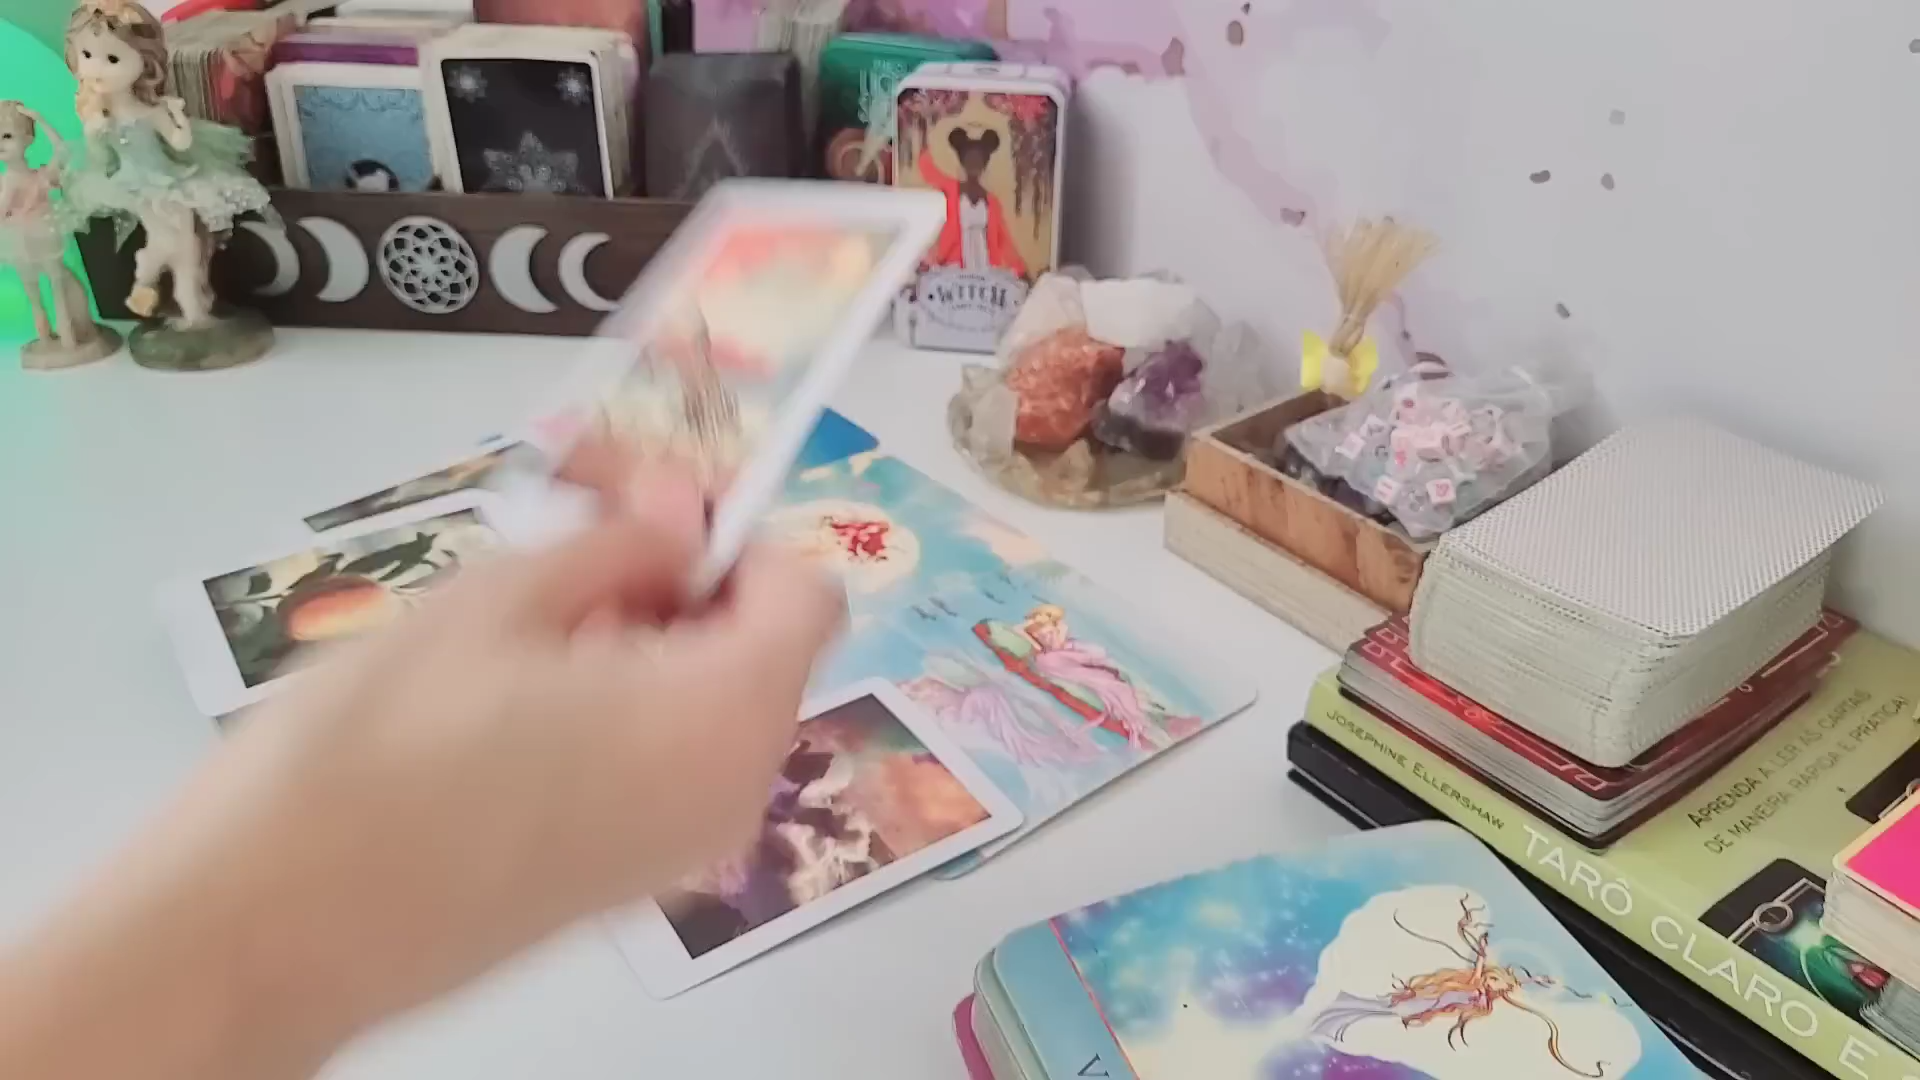 WITCH
JOSEPHINE ELLERSHAW
TARÔ CLARO E
APRENDA A LER AS CARTAS
DE MANEIRA RÁPIDA E PRÁTICA!
V